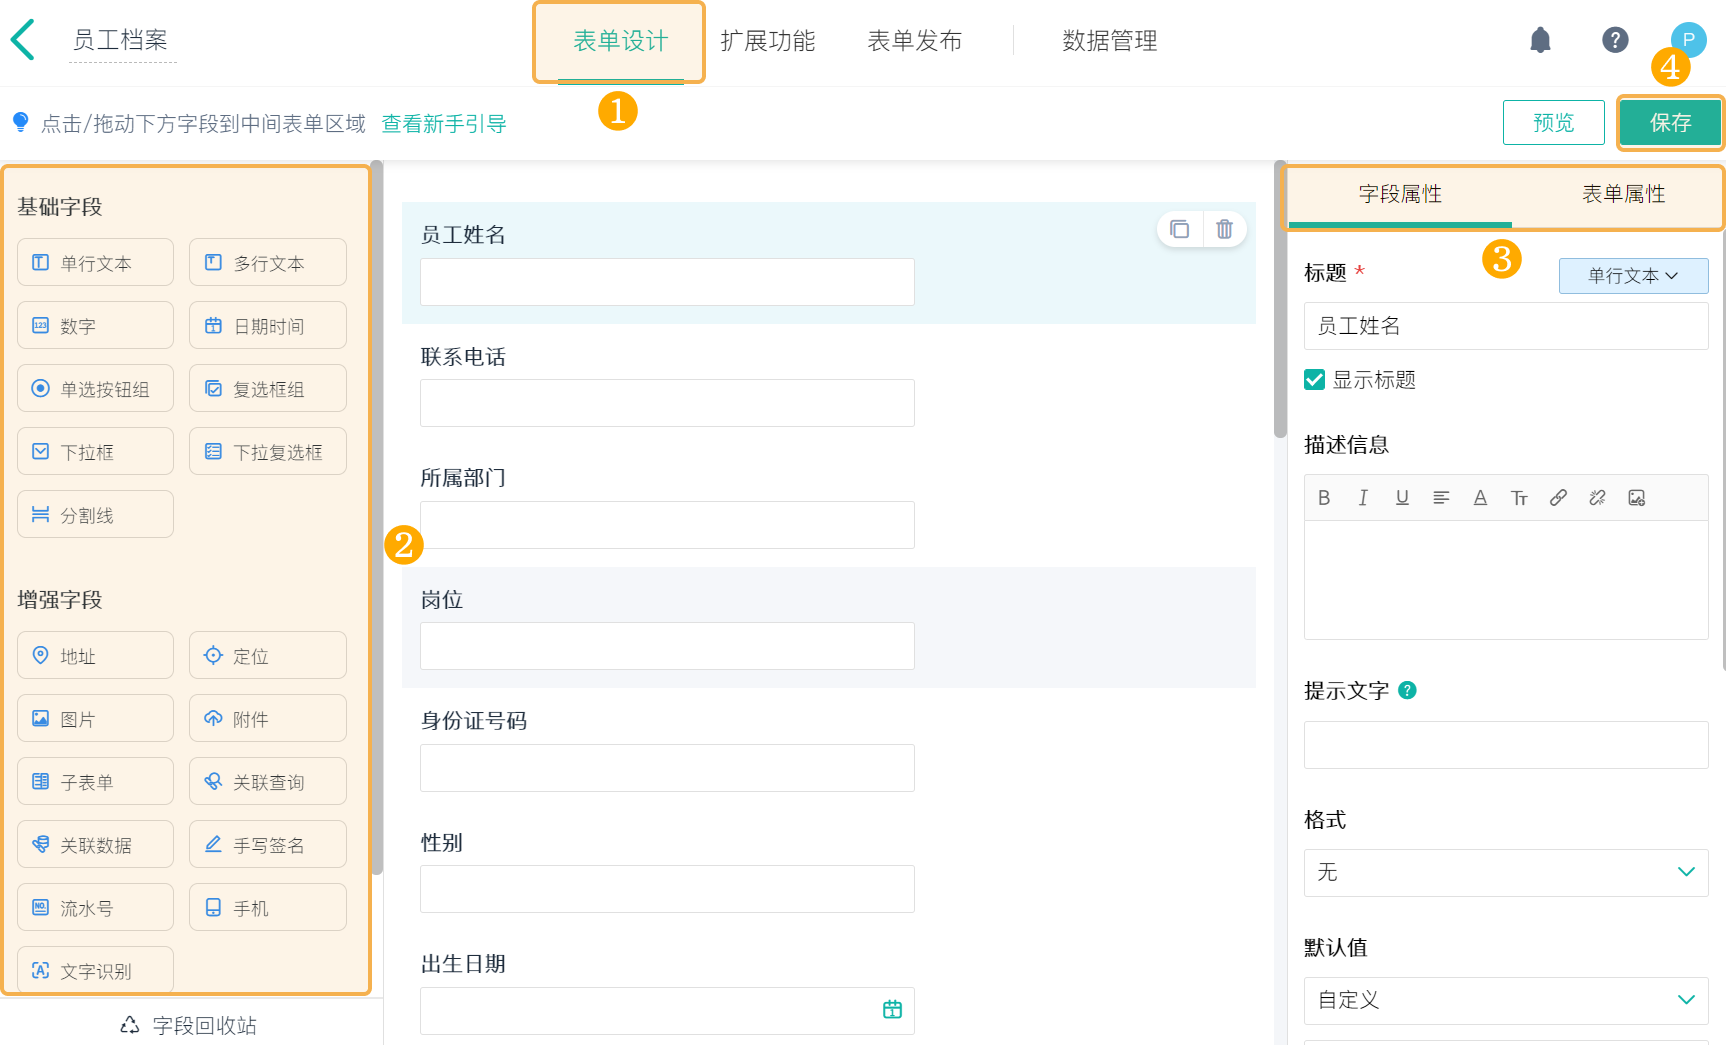 员工档案
表单设计
扩展功能
表单发布
数据管理
?
P
1
4
点击/拖动下方字段到中间表单区域 查看新手引导
预览
保存
基础字段
单行文本
多行文本
数字
日期时间
单选按钮组
复选框组
下拉框
下拉复选框
分割线
增强字段
地址
定位
图片
附件
子表单
关联查询
关联数据
手写签名
流水号
手机
文字识别
字段回收站
2
员工姓名
联系电话
所属部门
岗位
身份证号码
性别
出生日期
字段属性
表单属性
3
标题 *
单行文本
员工姓名
显示标题
描述信息
B I U A Tт
提示文字 ?
格式
无
默认值
自定义